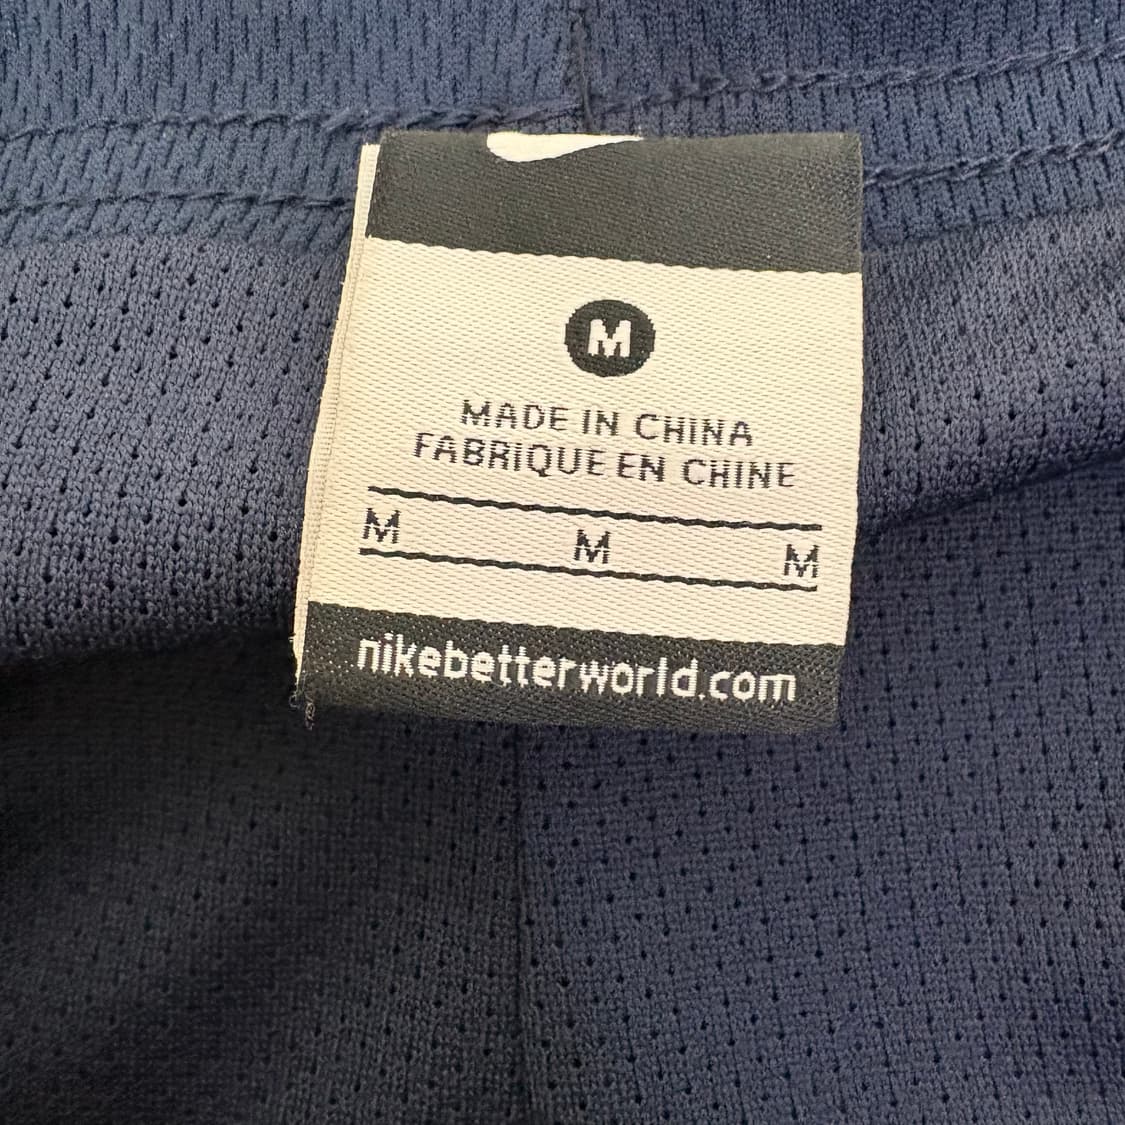 M
MADE IN CHINA
FABRIQUE EN CHINE
M M M
nikebetterworld.com